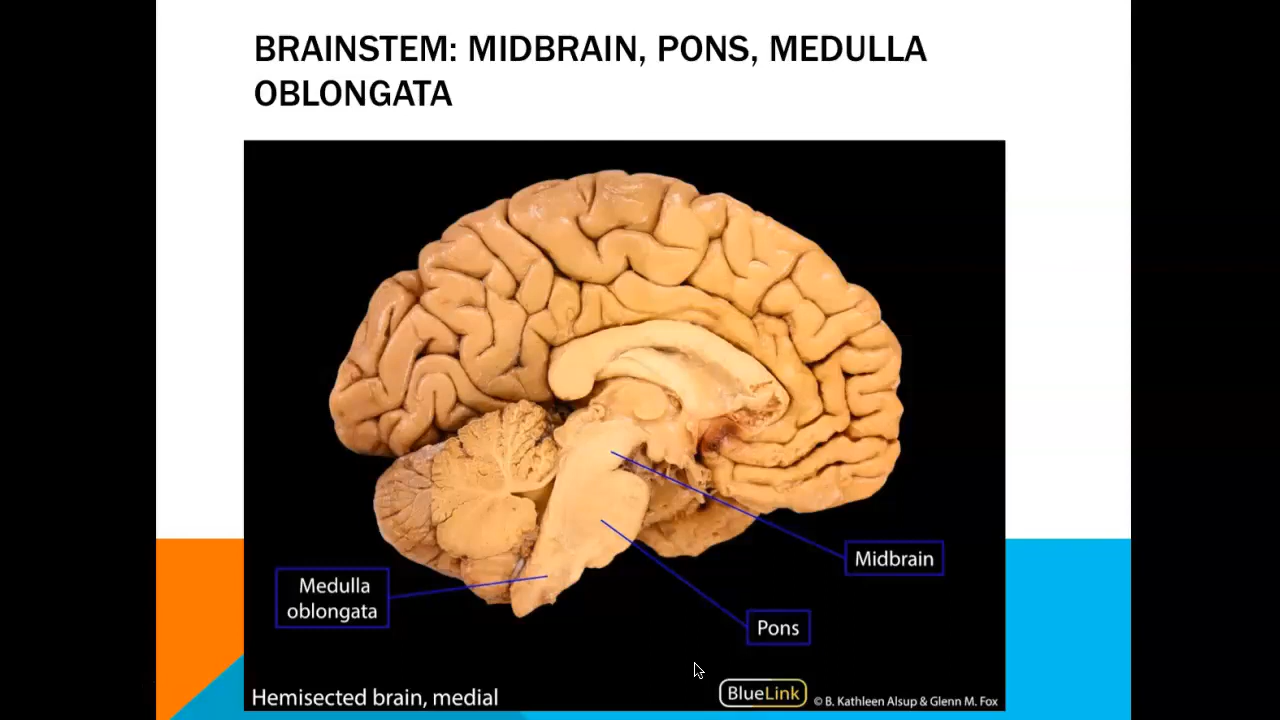 BRAINSTEM: MIDBRAIN, PONS, MEDULLA
OBLONGATA
Midbrain
Medulla
oblongata
Pons
Hemisected brain, medial
BlueLink
© B. Kathleen Alsup & Glenn M. Fox